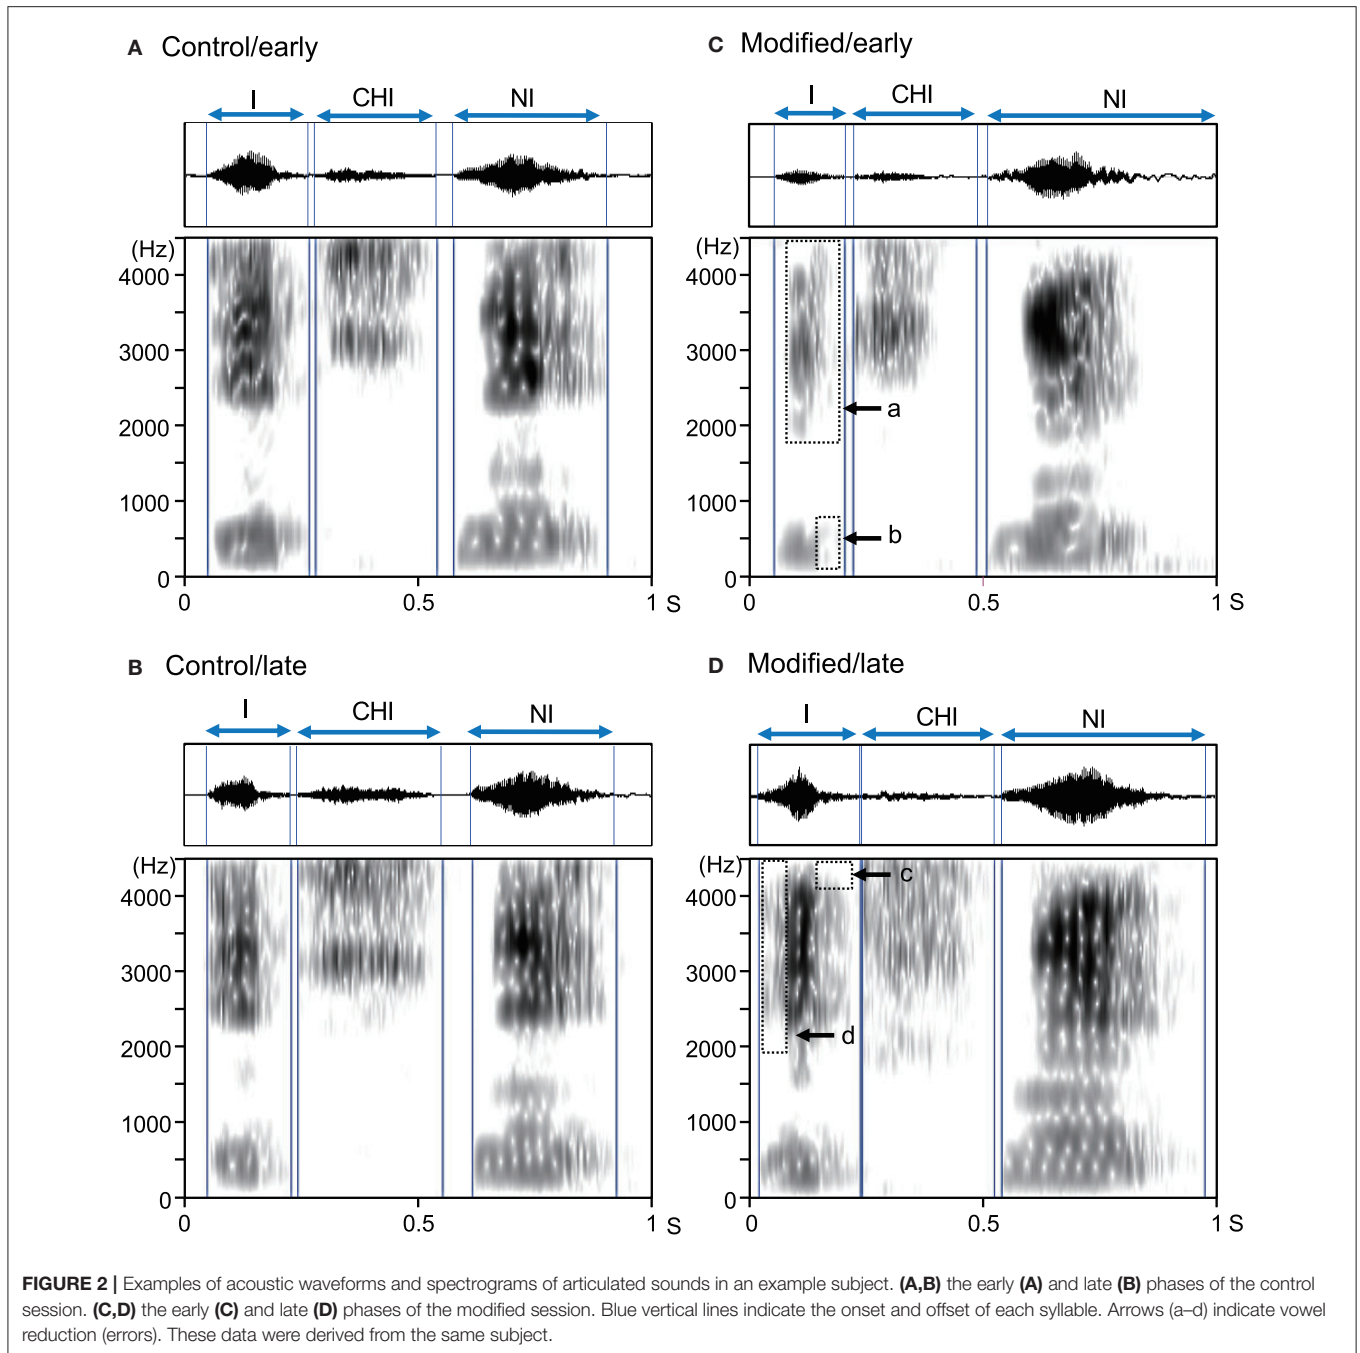 A Control/early
I CHI NI
(Hz)
4000
3000
2000
1000
0
0 0.5 1 S
C Modified/early
I CHI NI
(Hz)
4000
3000
2000
1000
0
a
b
0 0.5 1 S
B Control/late
I CHI NI
(Hz)
4000
3000
2000
1000
0
0 0.5 1 S
D Modified/late
I CHI NI
(Hz)
4000
3000
2000
1000
0
c
d
0 0.5 1 S
FIGURE 2 | Examples of acoustic waveforms and spectrograms of articulated sounds in an example subject. (A,B) the early (A) and late (B) phases of the control
session. (C,D) the early (C) and late (D) phases of the modified session. Blue vertical lines indicate the onset and offset of each syllable. Arrows (a–d) indicate vowel
reduction (errors). These data were derived from the same subject.